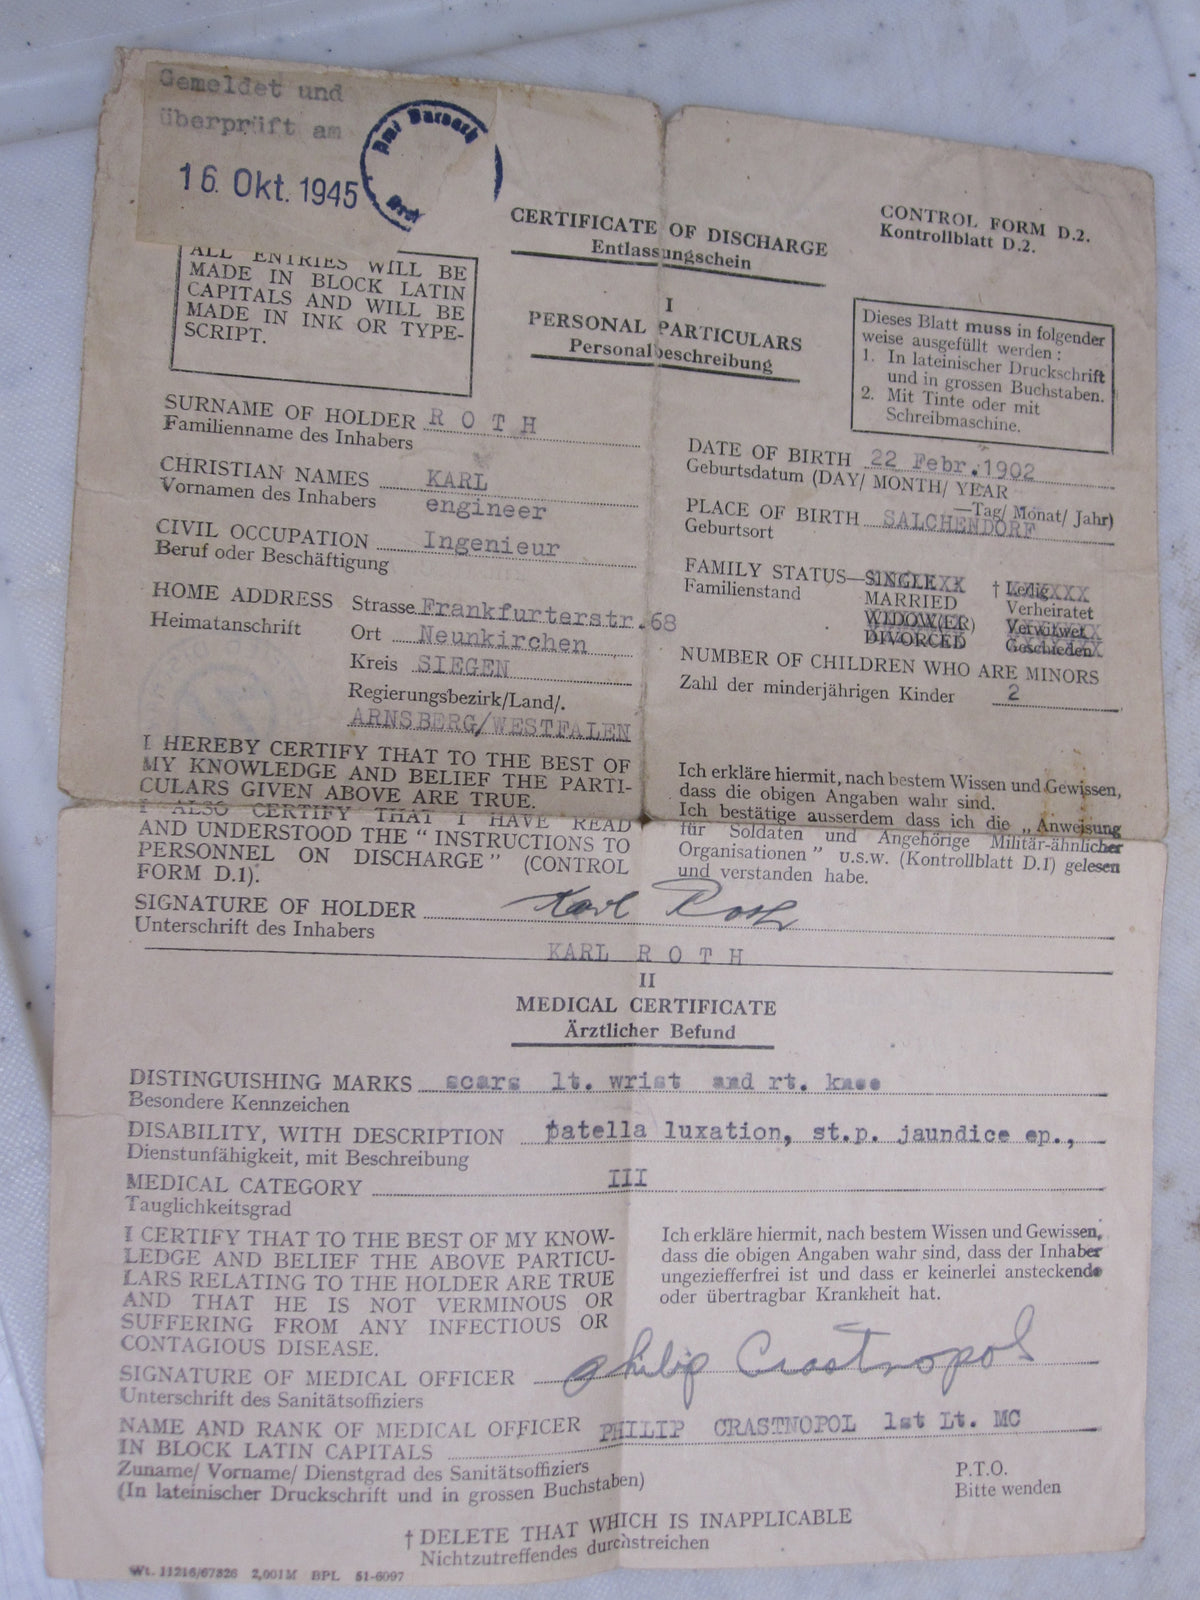 Gemeldet und
überprüft am
16. Okt. 1945
Amt Burbach
CERTIFICATE OF DISCHARGE
Entlassungschein
CONTROL FORM D.2.
Kontrollblatt D.2.
ALL ENTRIES WILL BE
MADE IN BLOCK LATIN
CAPITALS AND WILL BE
MADE IN INK OR TYPE-
SCRIPT.
I
PERSONAL PARTICULARS
Personalbeschreibung
Dieses Blatt muss in folgender
weise ausgefüllt werden :
1. In lateinischer Druckschrift
und in grossen Buchstaben.
2. Mit Tinte oder mit
Schreibmaschine.
SURNAME OF HOLDER R O T H
Familienname des Inhabers
CHRISTIAN NAMES KARL
Vornamen des Inhabers
engineer
CIVIL OCCUPATION Ingenieur
Beruf oder Beschäftigung
HOME ADDRESS Strasse Frankfurterstr.68
Heimatanschrift Ort Neunkirchen
Kreis SIEGEN
Regierungsbezirk/Land/.
ARNSBERG/WESTFALEN
DATE OF BIRTH 22 Febr.1902
Geburtsdatum (DAY/ MONTH/ YEAR
—Tag/ Monat/ Jahr)
PLACE OF BIRTH SALCHENDORF
Geburtsort
FAMILY STATUS—SINGLE † Ledig
Familienstand MARRIED Verheiratet
WIDOW(ER) Verwitwet
DIVORCED Geschieden
NUMBER OF CHILDREN WHO ARE MINORS
Zahl der minderjährigen Kinder 2
I HEREBY CERTIFY THAT TO THE BEST OF
MY KNOWLEDGE AND BELIEF THE PARTI-
CULARS GIVEN ABOVE ARE TRUE.
I ALSO CERTIFY THAT I HAVE READ
AND UNDERSTOOD THE "INSTRUCTIONS TO
PERSONNEL ON DISCHARGE" (CONTROL
FORM D.1).
Ich erkläre hiermit, nach bestem Wissen und Gewissen,
dass die obigen Angaben wahr sind.
Ich bestätige ausserdem dass ich die „Anweisung
für Soldaten und Angehörige Militär-ähnlicher
Organisationen" U.S.W. (Kontrollblatt D.I) gelesen
und verstanden habe.
SIGNATURE OF HOLDER Karl Roth
Unterschrift des Inhabers
KARL R O T H
II
MEDICAL CERTIFICATE
Ärztlicher Befund
DISTINGUISHING MARKS scars lt. wrist and rt. knee
Besondere Kennzeichen
DISABILITY, WITH DESCRIPTION patella luxation, st.p. jaundice ep.,
Dienstunfähigkeit, mit Beschreibung
MEDICAL CATEGORY III
Tauglichkeitsgrad
I CERTIFY THAT TO THE BEST OF MY KNOW-
LEDGE AND BELIEF THE ABOVE PARTICU-
LARS RELATING TO THE HOLDER ARE TRUE
AND THAT HE IS NOT VERMINOUS OR
SUFFERING FROM ANY INFECTIOUS OR
CONTAGIOUS DISEASE.
Ich erkläre hiermit, nach bestem Wissen und Gewissen,
dass die obigen Angaben wahr sind, dass der Inhaber
ungeziefferfrei ist und dass er keinerlei ansteckende
oder übertragbar Krankheit hat.
SIGNATURE OF MEDICAL OFFICER Philip Crastnopol
Unterschrift des Sanitätsoffiziers
NAME AND RANK OF MEDICAL OFFICER PHILIP CRASTNOPOL 1st Lt. MC
IN BLOCK LATIN CAPITALS
Zuname/ Vorname/ Dienstgrad des Sanitätsoffiziers
(In lateinischer Druckschrift und in grossen Buchstaben)
P.T.O.
Bitte wenden
† DELETE THAT WHICH IS INAPPLICABLE
Nichtzutreffendes durchstreichen
Wt. 11216/67326 2,001M BPL 51-6097